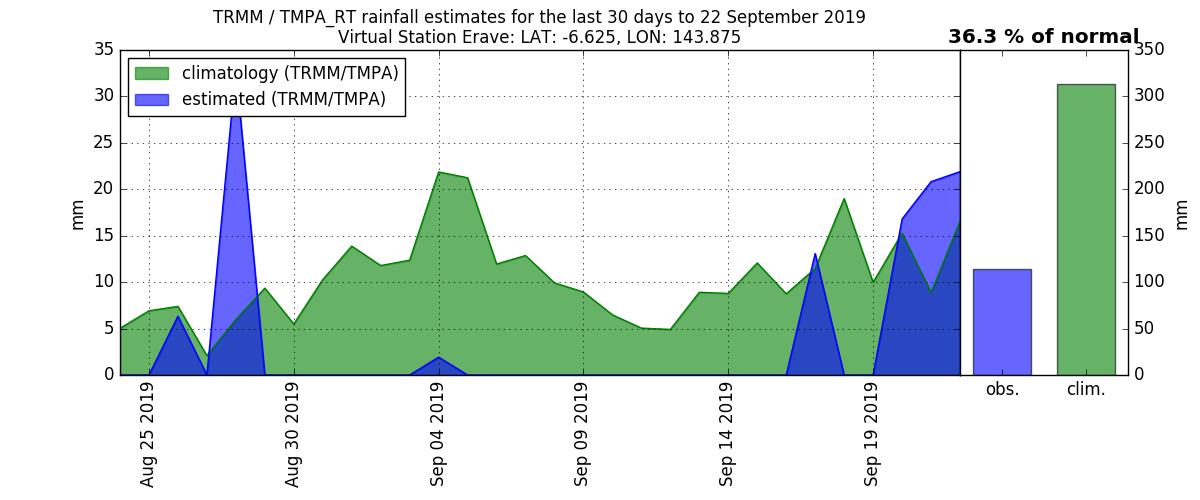 TRMM / TMPA_RT rainfall estimates for the last 30 days to 22 September 2019
Virtual Station Erave: LAT: -6.625, LON: 143.875
36.3 % of normal
climatology (TRMM/TMPA)
estimated (TRMM/TMPA)
35
30
25
20
15
10
5
0
mm
Aug 25 2019
Aug 30 2019
Sep 04 2019
Sep 09 2019
Sep 14 2019
Sep 19 2019
obs.
clim.
350
300
250
200
150
100
50
0
mm